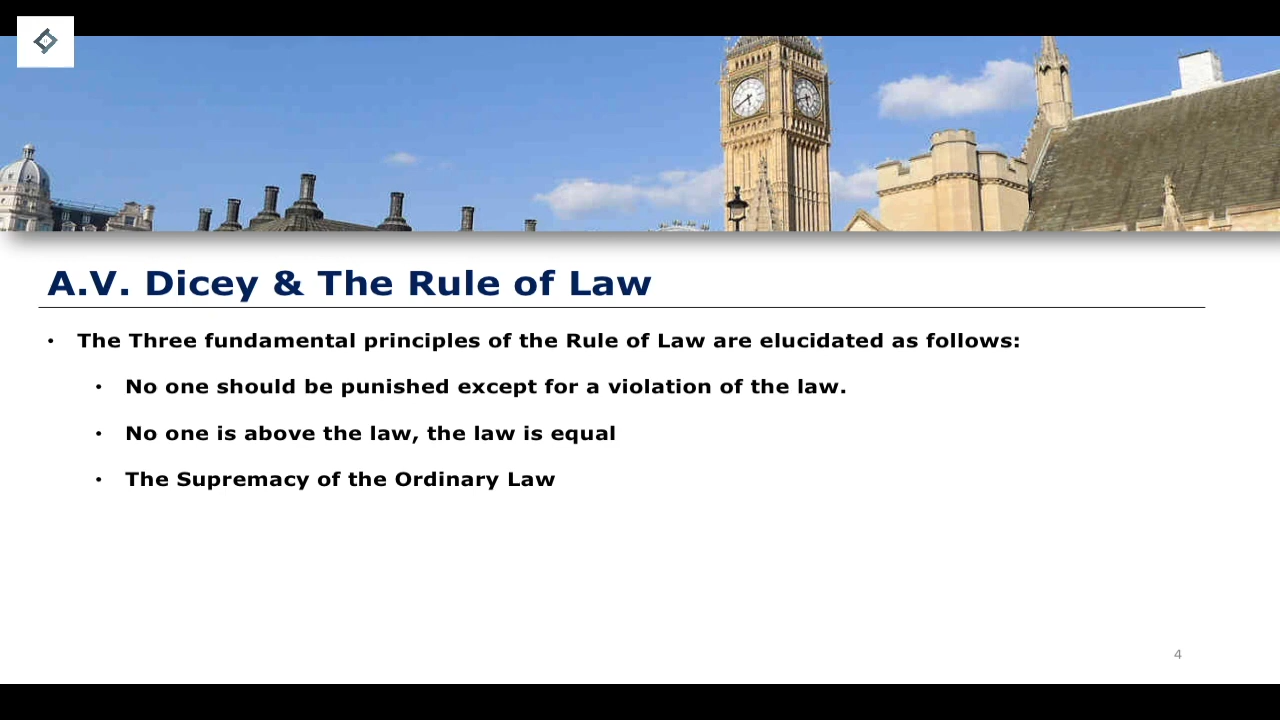 A.V. Dicey & The Rule of Law
• The Three fundamental principles of the Rule of Law are elucidated as follows:
• No one should be punished except for a violation of the law.
• No one is above the law, the law is equal
• The Supremacy of the Ordinary Law
4